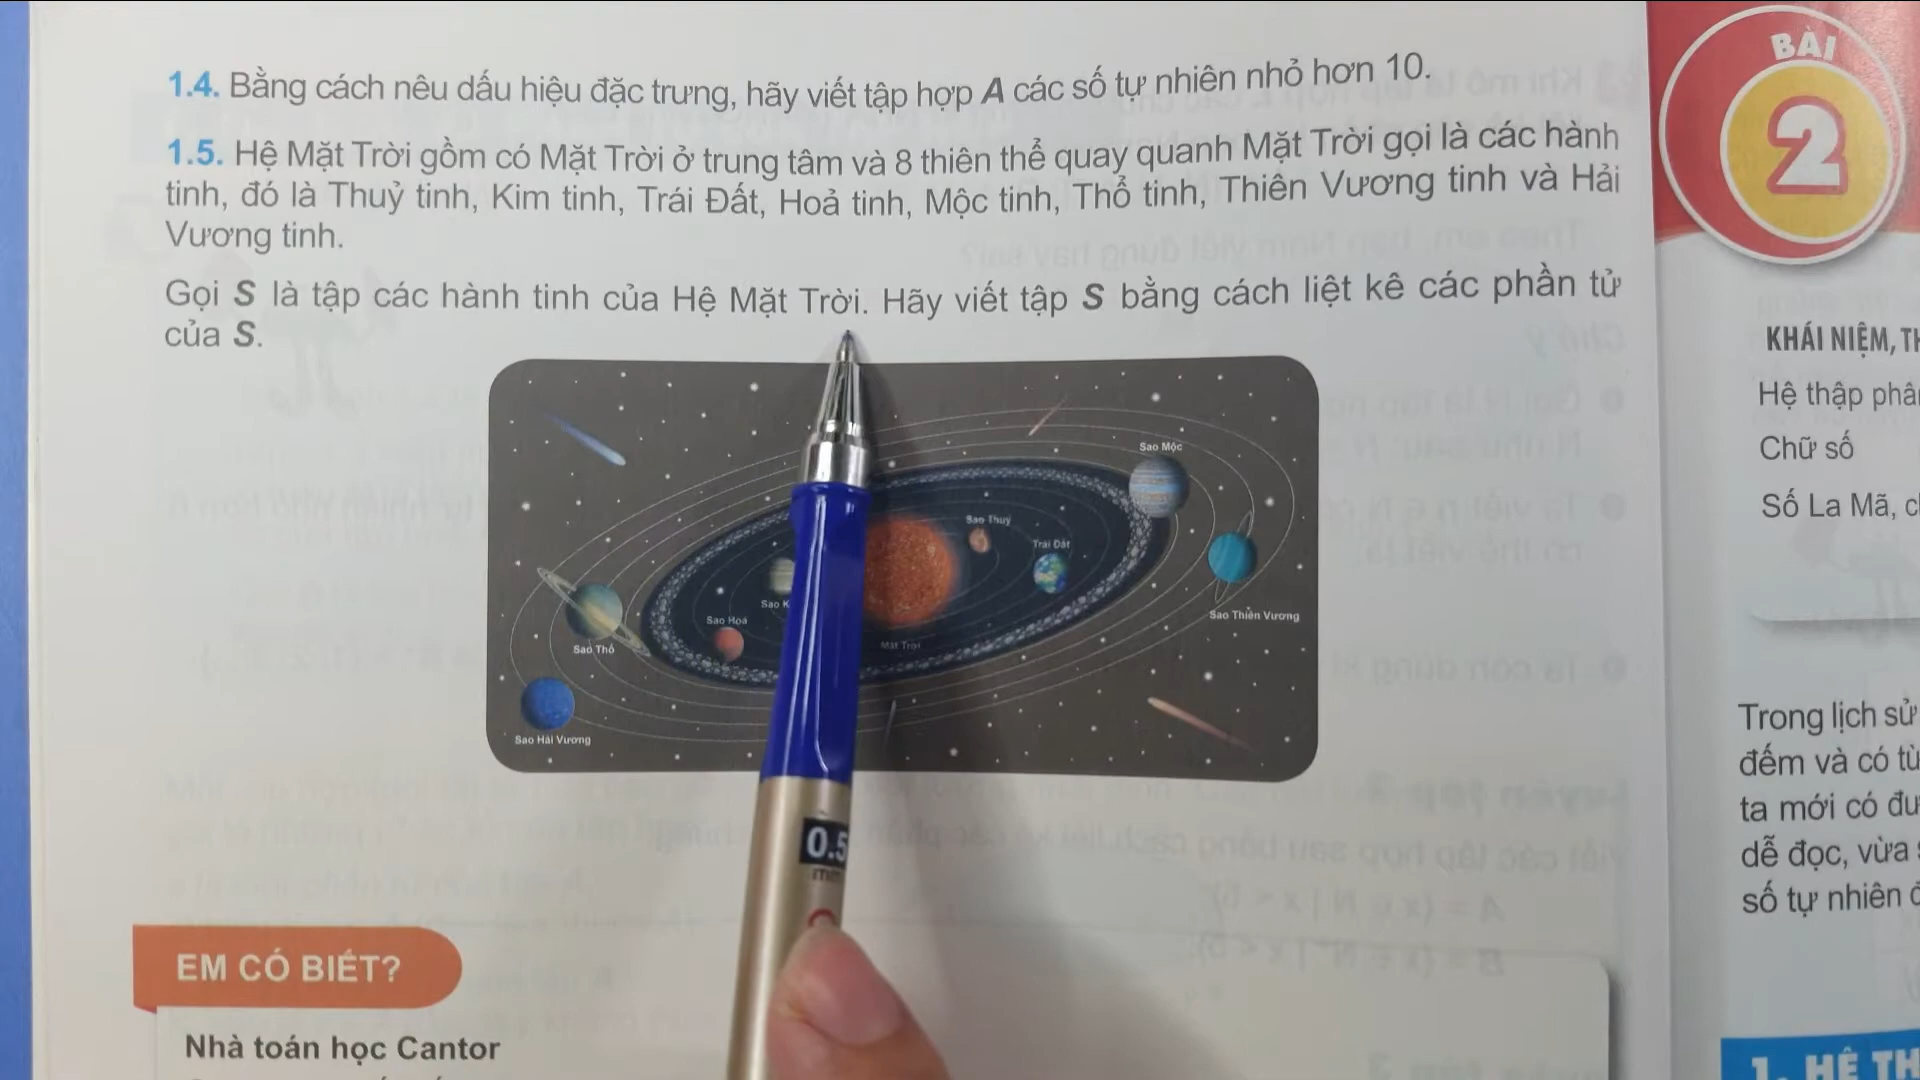 1.4. Bằng cách nêu dấu hiệu đặc trưng, hãy viết tập hợp A các số tự nhiên nhỏ hơn 10.
1.5. Hệ Mặt Trời gồm có Mặt Trời ở trung tâm và 8 thiên thể quay quanh Mặt Trời gọi là các hành
tinh, đó là Thuỷ tinh, Kim tinh, Trái Đất, Hoả tinh, Mộc tinh, Thổ tinh, Thiên Vương tinh và Hải
Vương tinh.
Gọi S là tập các hành tinh của Hệ Mặt Trời. Hãy viết tập S bằng cách liệt kê các phần tử
của S.
Sao Mộc
Sao Thuỷ
Trái Đất
Sao
Sao Hoả
Sao Thiên Vương
Mặt Trời
Sao Thổ
Sao Hải Vương
0.5
mm
EM CÓ BIẾT?
Nhà toán học Cantor
BÀI
2
KHÁI NIỆM,
Hệ thập
Chữ số
Số La Mã,
Trong lịch sử
đếm và có
ta mới có
dễ đọc, vừa
số tự nhiên
1. HỆ